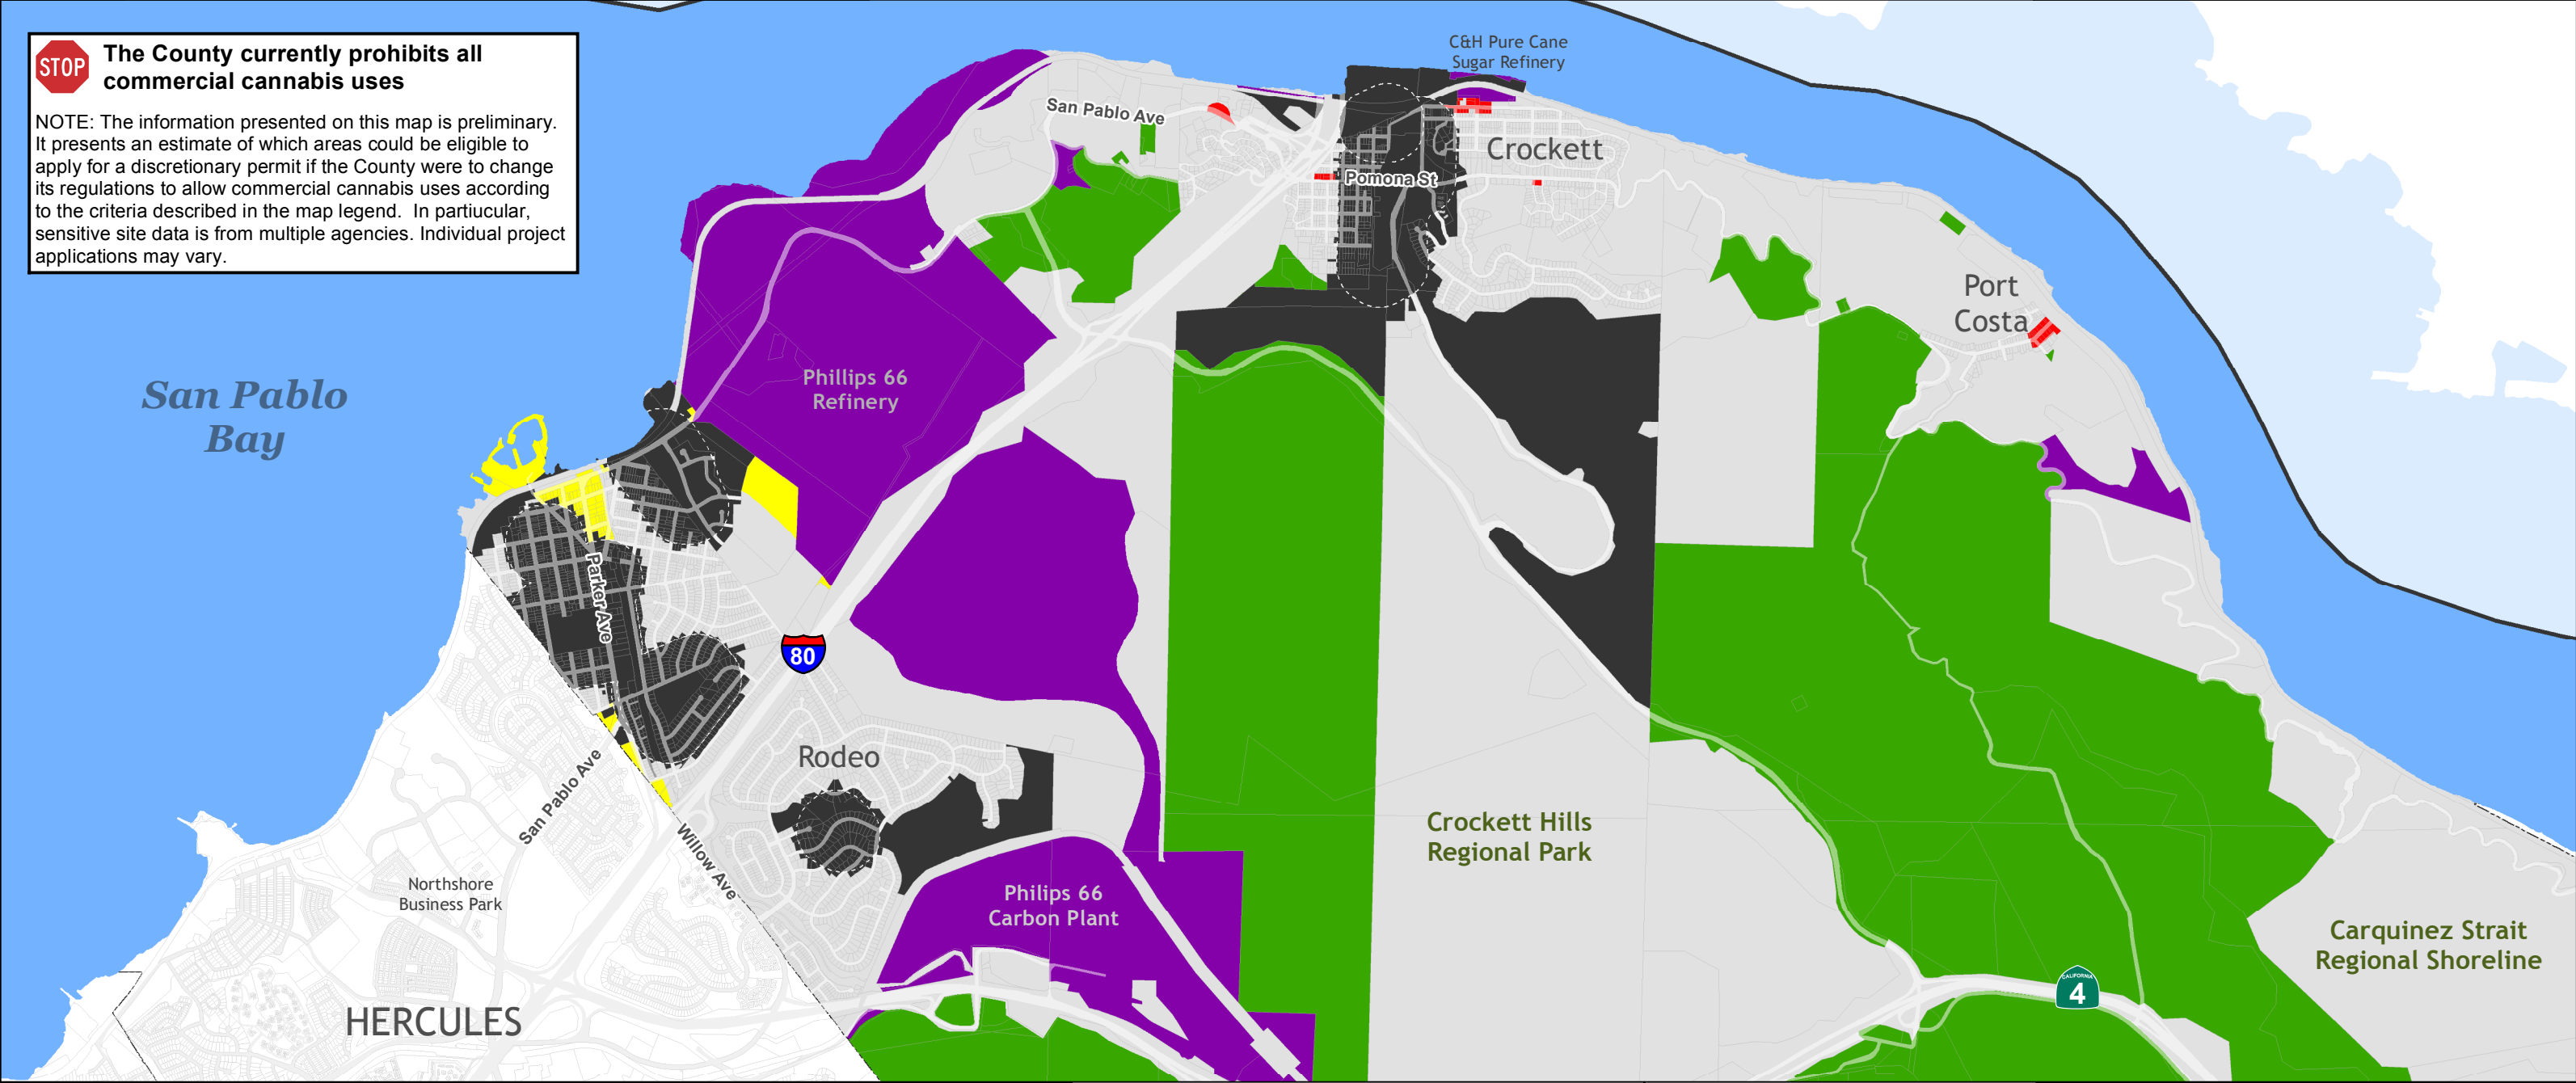 STOP
The County currently prohibits all
commercial cannabis uses
NOTE: The information presented on this map is preliminary.
It presents an estimate of which areas could be eligible to
apply for a discretionary permit if the County were to change
its regulations to allow commercial cannabis uses according
to the criteria described in the map legend. In partiucular,
sensitive site data is from multiple agencies. Individual project
applications may vary.
C&H Pure Cane
Sugar Refinery
San Pablo Ave
Crockett
Pomona St
Port
Costa
San Pablo
Bay
Phillips 66
Refinery
Parker Ave
80
Rodeo
San Pablo Ave
Willow Ave
Crockett Hills
Regional Park
Northshore
Business Park
Philips 66
Carbon Plant
Carquinez Strait
Regional Shoreline
CALIFORNIA
4
HERCULES